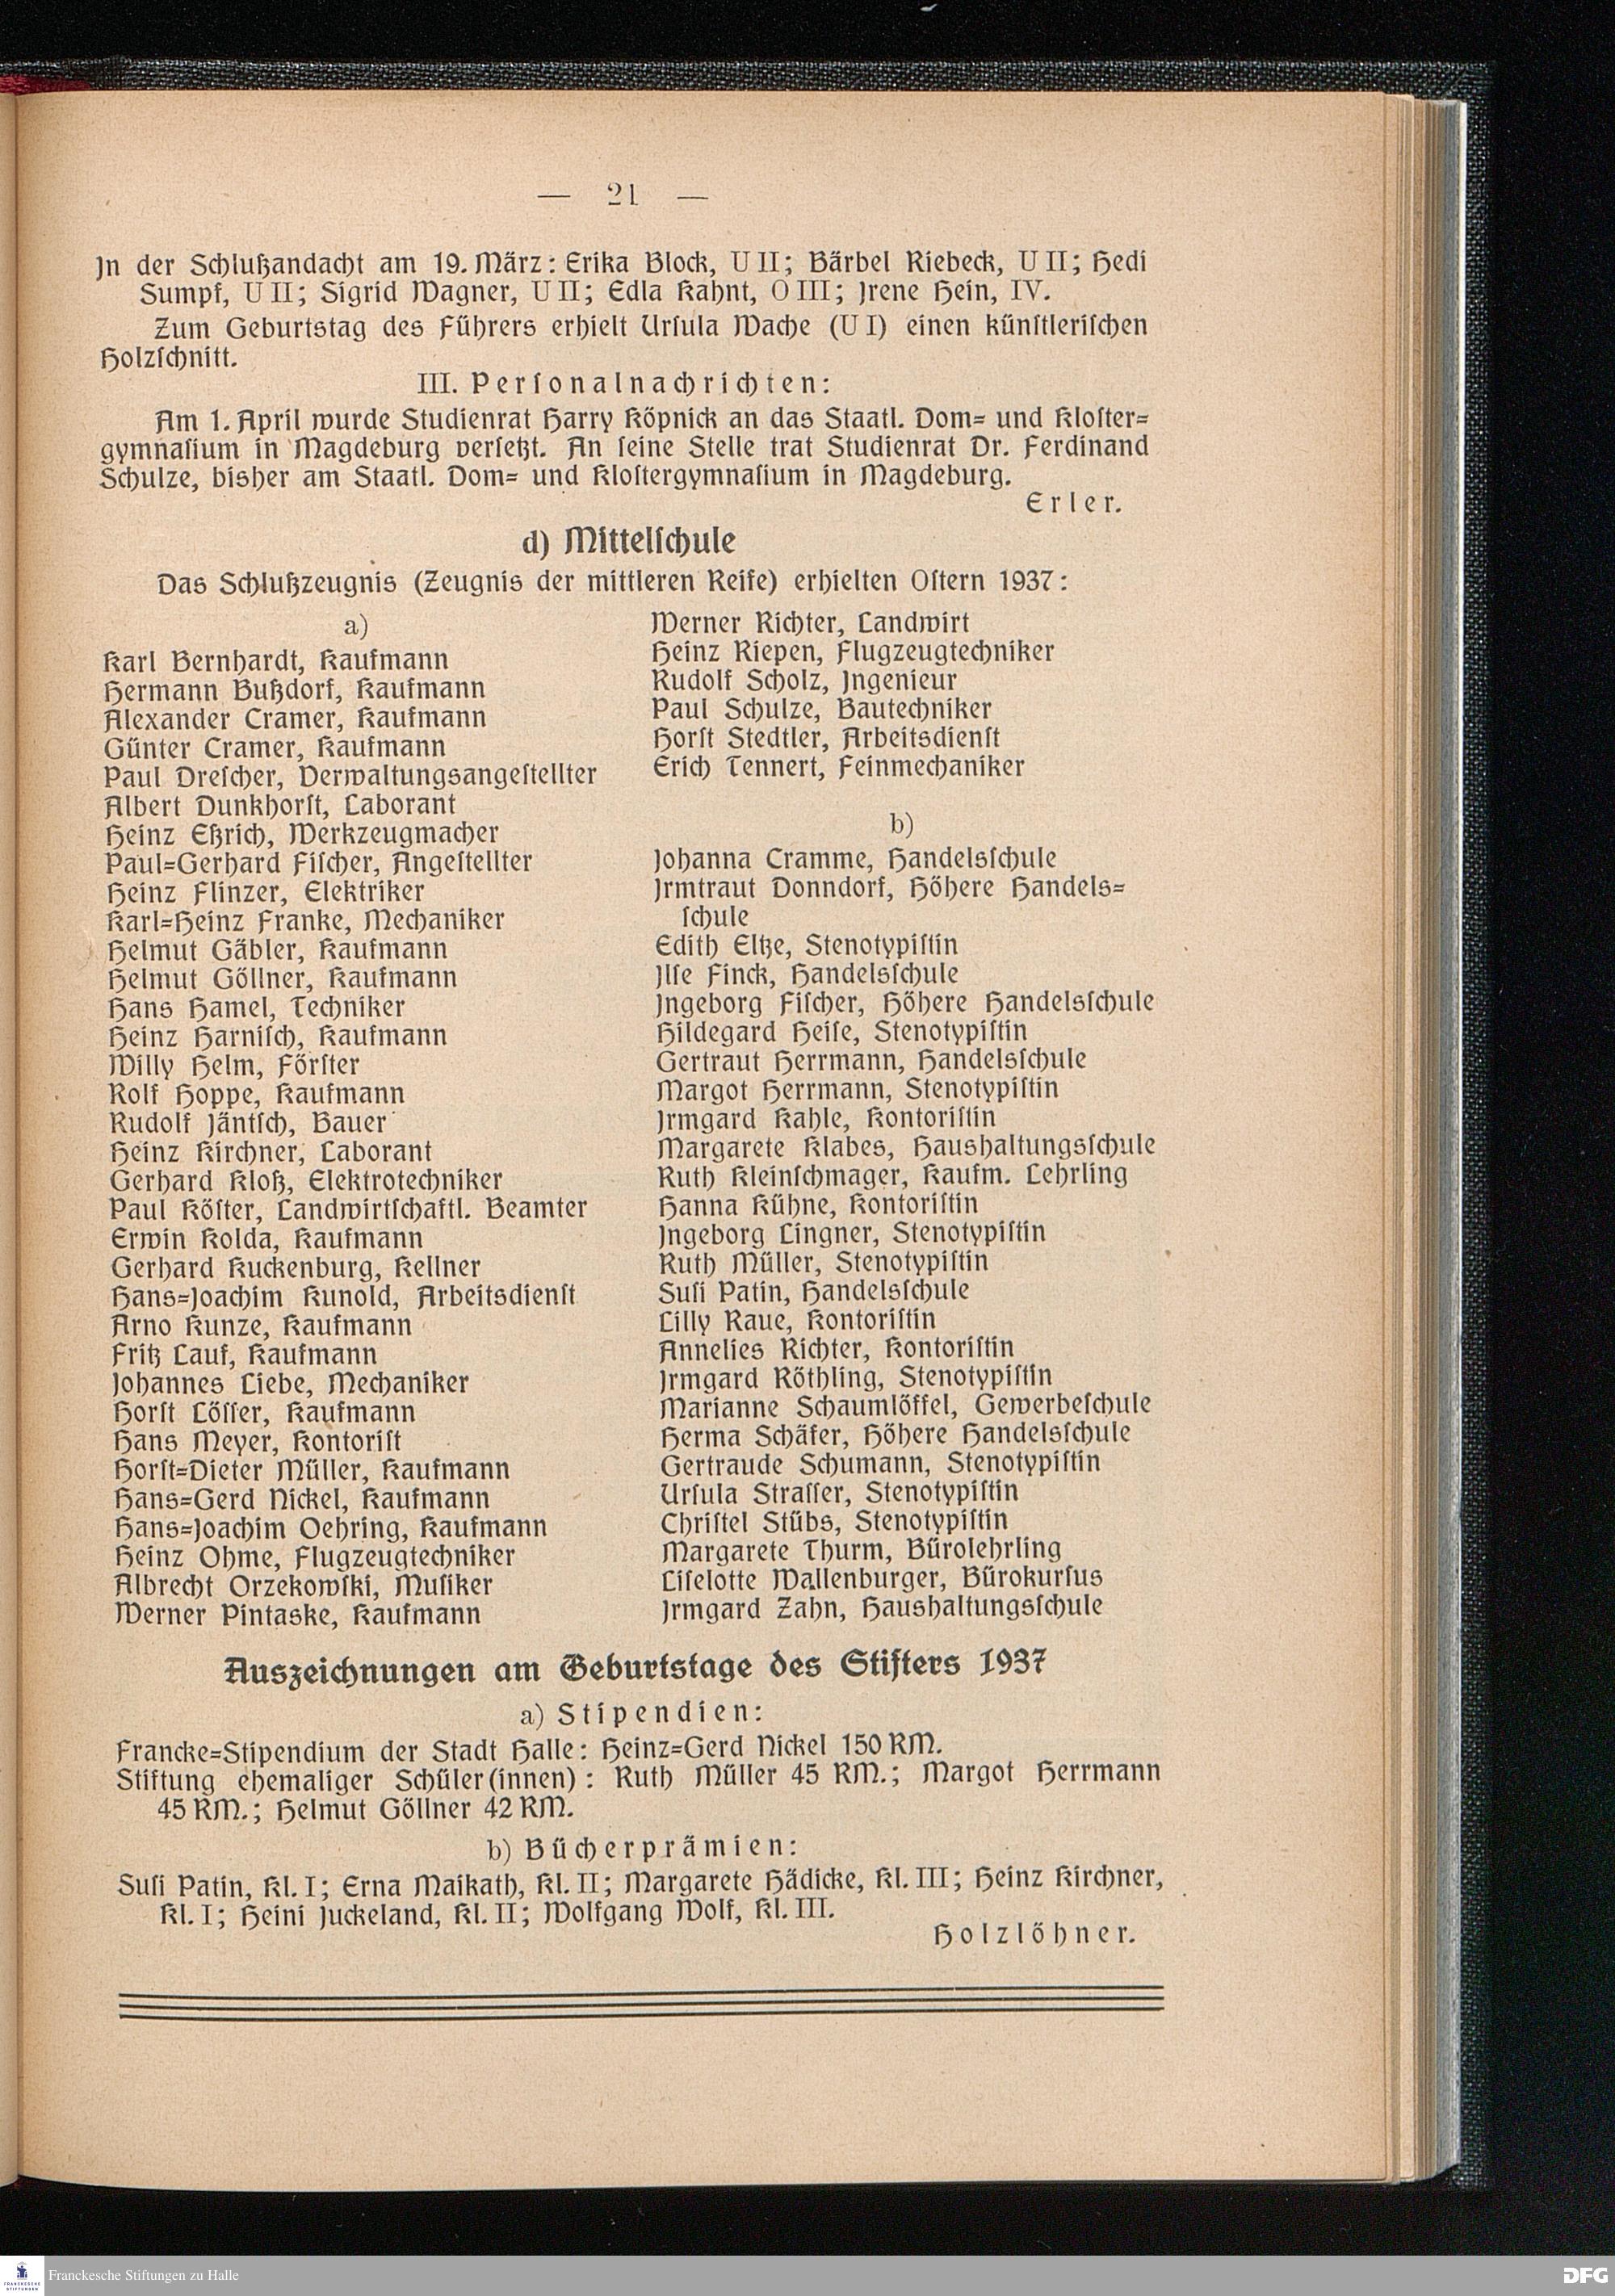 — 21 —
In der Schlußandacht am 19. März: Erika Block, U II; Bärbel Riebeck, U II; Hedi
Sumpf, U II; Sigrid Wagner, U II; Edla Kahnt, O III; Irene Hein, IV.
Zum Geburtstag des Führers erhielt Ursula Wache (U I) einen künstlerischen
Holzschnitt.
III. Personalnachrichten:
Am 1. April wurde Studienrat Harry Köpnick an das Staatl. Dom- und Kloster-
gymnasium in Magdeburg versetzt. An seine Stelle trat Studienrat Dr. Ferdinand
Schulze, bisher am Staatl. Dom- und Klostergymnasium in Magdeburg.
Erler.
d) Mittelschule
Das Schlußzeugnis (Zeugnis der mittleren Reife) erhielten Ostern 1937:
a)
Karl Bernhardt, Kaufmann
Hermann Bußdorf, Kaufmann
Alexander Cramer, Kaufmann
Günter Cramer, Kaufmann
Paul Drescher, Verwaltungsangestellter
Albert Dunkhorst, Laborant
Heinz Eßrich, Werkzeugmacher
Paul-Gerhard Fischer, Angestellter
Heinz Flinzer, Elektriker
Karl-Heinz Franke, Mechaniker
Helmut Gäbler, Kaufmann
Helmut Göllner, Kaufmann
Hans Hamel, Techniker
Heinz Harnisch, Kaufmann
Willy Helm, Förster
Rolf Hoppe, Kaufmann
Rudolf Jäntsch, Bauer
Heinz Kirchner, Laborant
Gerhard Kloß, Elektrotechniker
Paul Köster, Landwirtschaftl. Beamter
Erwin Kolda, Kaufmann
Gerhard Kuckenburg, Kellner
Hans-Joachim Kunold, Arbeitsdienst
Arno Kunze, Kaufmann
Fritz Lauf, Kaufmann
Johannes Liebe, Mechaniker
Horst Lösser, Kaufmann
Hans Meyer, Kontorist
Horst-Dieter Müller, Kaufmann
Hans-Gerd Nickel, Kaufmann
Hans-Joachim Oehring, Kaufmann
Heinz Ohme, Flugzeugtechniker
Albrecht Orzekowski, Musiker
Werner Pintaske, Kaufmann
Werner Richter, Landwirt
Heinz Riepen, Flugzeugtechniker
Rudolf Scholz, Ingenieur
Paul Schulze, Bautechniker
Horst Stedtler, Arbeitsdienst
Erich Tennert, Feinmechaniker
b)
Johanna Cramme, Handelsschule
Irmtraut Donndorf, Höhere Handels-
schule
Edith Eltze, Stenotypistin
Ilse Finck, Handelsschule
Ingeborg Fischer, Höhere Handelsschule
Hildegard Heise, Stenotypistin
Gertraut Herrmann, Handelsschule
Margot Herrmann, Stenotypistin
Irmgard Kahle, Kontoristin
Margarete Klabes, Haushaltungsschule
Ruth Kleinschmager, Kaufm. Lehrling
Hanna Kühne, Kontoristin
Ingeborg Lingner, Stenotypistin
Ruth Müller, Stenotypistin
Susi Patin, Handelsschule
Lilly Raue, Kontoristin
Annelies Richter, Kontoristin
Irmgard Röthling, Stenotypistin
Marianne Schaumlöffel, Gewerbeschule
Herma Schäfer, Höhere Handelsschule
Gertraude Schumann, Stenotypistin
Ursula Strasser, Stenotypistin
Christel Stübs, Stenotypistin
Margarete Thurm, Bürolehrling
Liselotte Wallenburger, Bürokursus
Irmgard Zahn, Haushaltungsschule
Auszeichnungen am Geburtstage des Stifters 1937
a) Stipendien:
Francke-Stipendium der Stadt Halle: Heinz-Gerd Nickel 150 RM.
Stiftung ehemaliger Schüler(innen): Ruth Müller 45 RM.; Margot Herrmann
45 RM.; Helmut Göllner 42 RM.
b) Bücherprämien:
Susi Patin, Kl. I; Erna Maikath, Kl. II; Margarete Hädicke, Kl. III; Heinz Kirchner,
Kl. I; Heini Juckeland, Kl. II; Wolfgang Wolf, Kl. III.
Holzlöhner.
FRANCKESCHE
STIFTUNGEN
Franckesche Stiftungen zu Halle
DFG